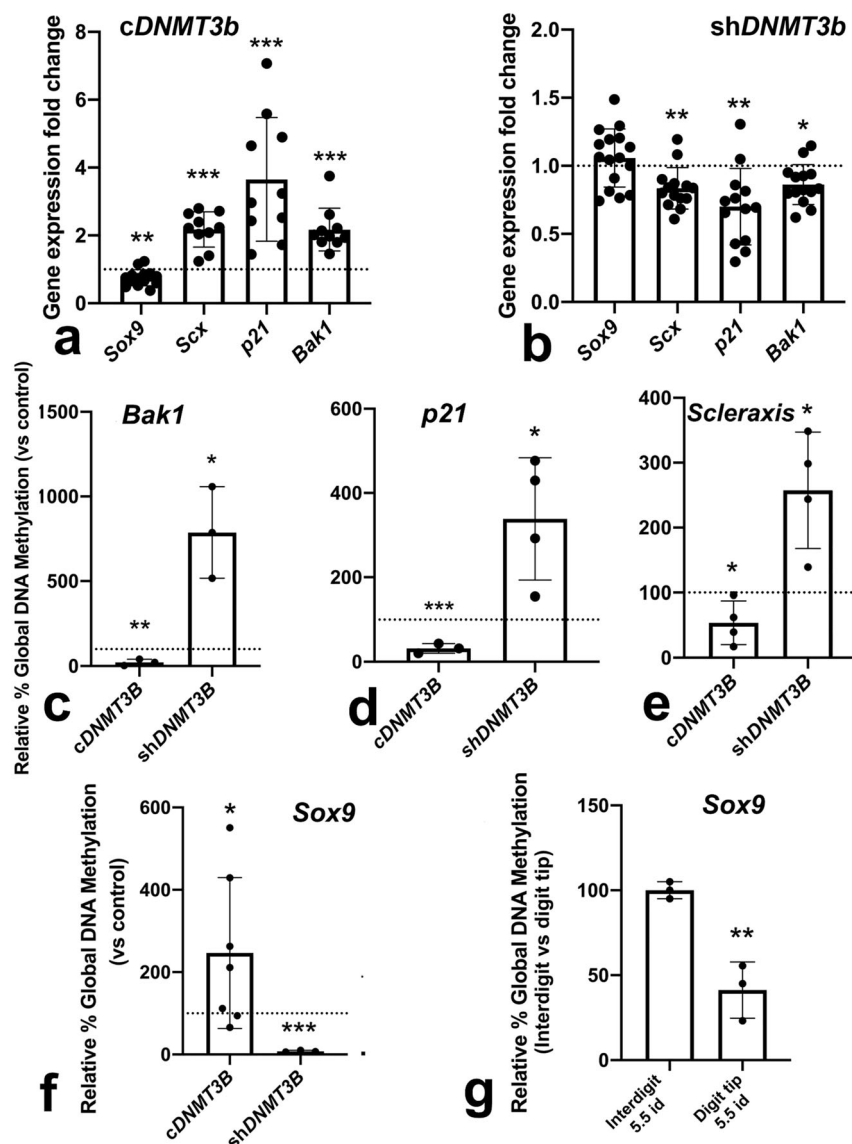 cDNMT3b
Gene expression fold change
8
6
4
2
0
***
***
***
**
Sox9
Scx
p21
Bak1
a
shDNMT3b
Gene expression fold change
2.0
1.5
1.0
0.5
0.0
**
**
*
Sox9
Scx
p21
Bak1
b
Relative % Global DNA Methylation (vs control)
Bak1
1500
1000
500
0
**
*
cDNMT3B
shDNMT3B
c
p21
600
400
200
0
***
*
cDNMT3B
shDNMT3B
d
Scleraxis
400
300
200
100
0
*
*
cDNMT3B
shDNMT3B
e
Relative % Global DNA Methylation
(vs control)
Sox9
600
400
200
0
*
***
cDNMT3B
shDNMT3B
f
Relative % Global DNA Methylation
(Interdigit vs digit tip)
Sox9
150
100
50
0
**
Interdigit
5.5 id
Digit tip
5.5 id
g